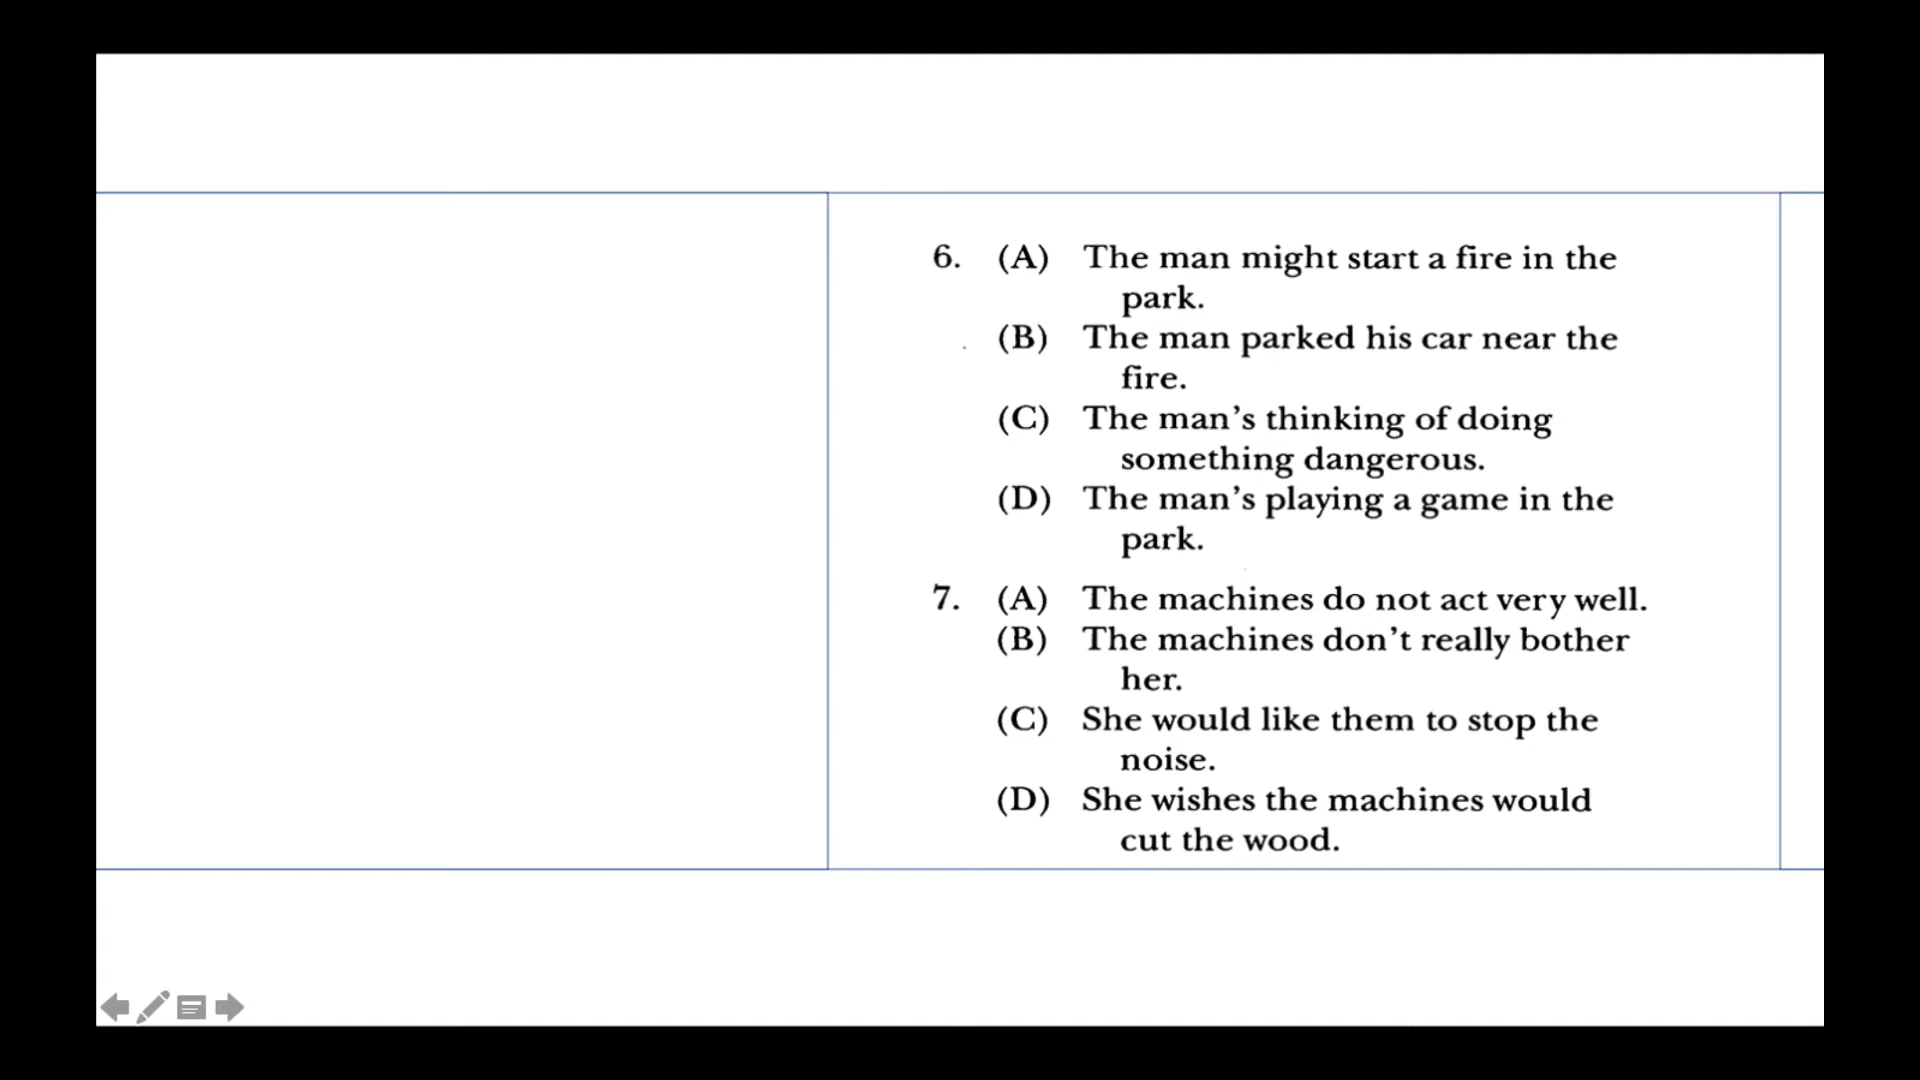 6. (A) The man might start a fire in the
park.
(B) The man parked his car near the
fire.
(C) The man's thinking of doing
something dangerous.
(D) The man's playing a game in the
park.
7. (A) The machines do not act very well.
(B) The machines don't really bother
her.
(C) She would like them to stop the
noise.
(D) She wishes the machines would
cut the wood.